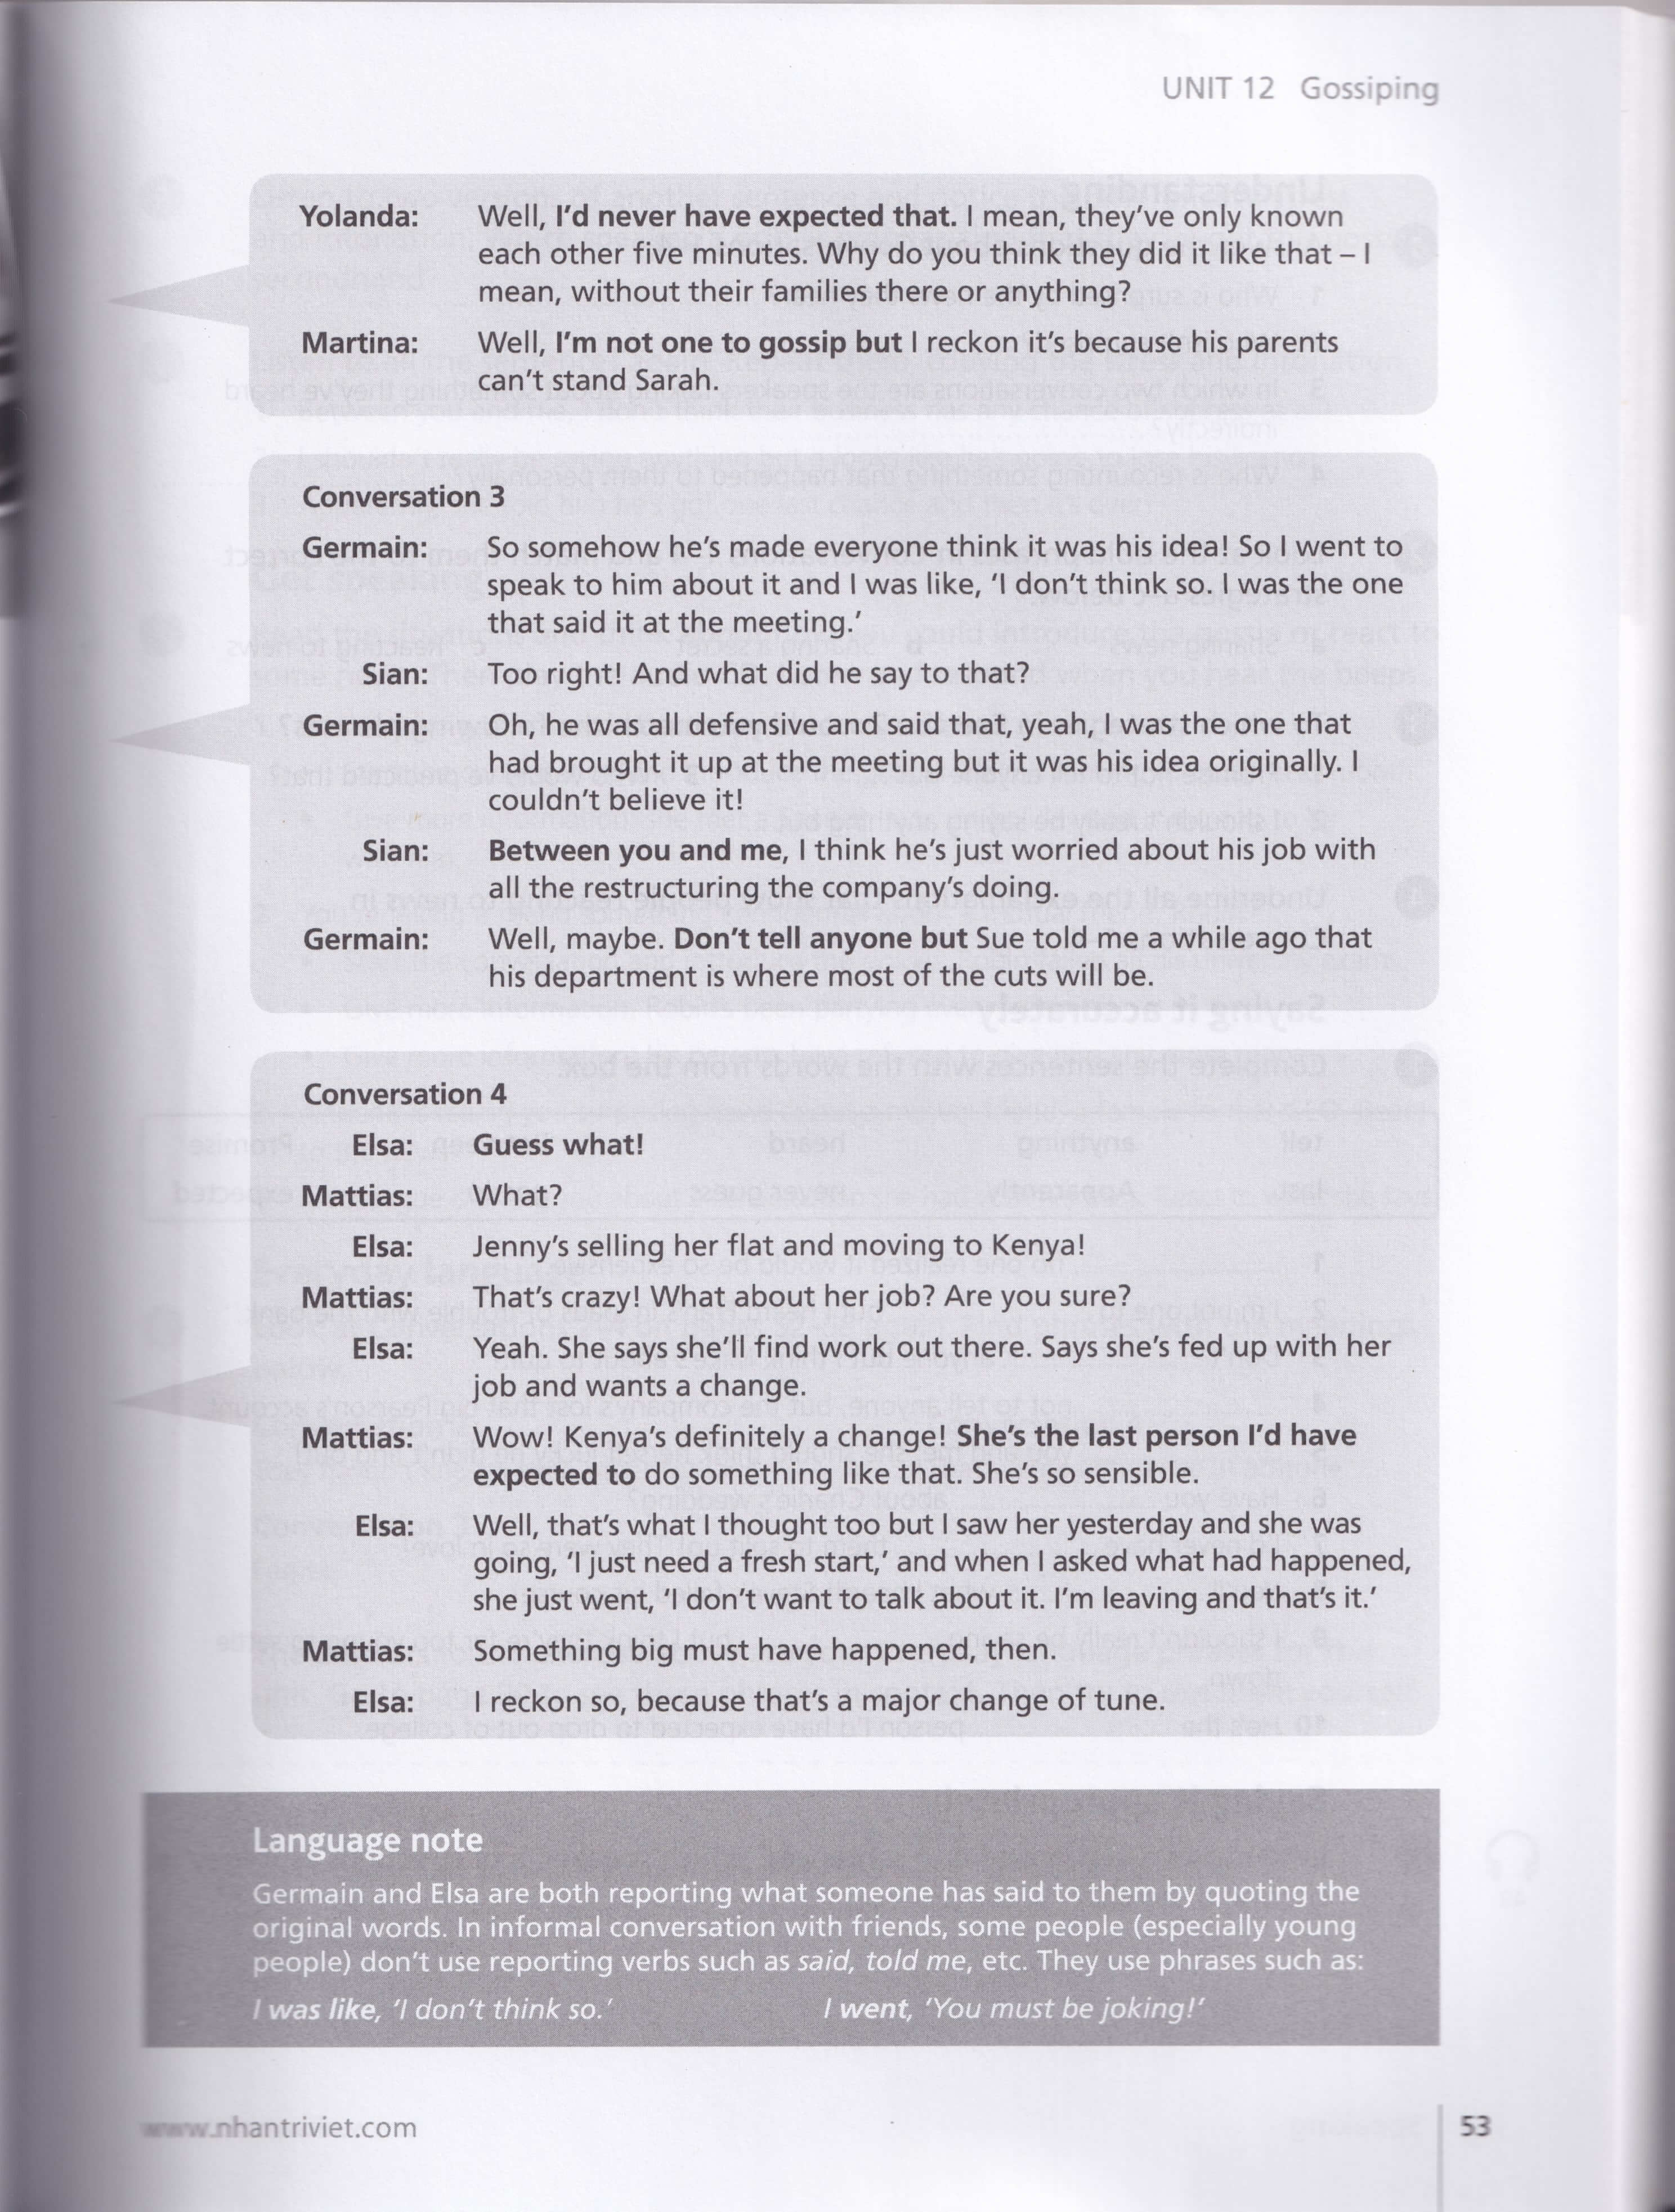 UNIT 12 Gossiping
Yolanda: Well, I'd never have expected that. I mean, they've only known
each other five minutes. Why do you think they did it like that – I
mean, without their families there or anything?
Martina: Well, I'm not one to gossip but I reckon it's because his parents
can't stand Sarah.
Conversation 3
Germain: So somehow he's made everyone think it was his idea! So I went to
speak to him about it and I was like, 'I don't think so. I was the one
that said it at the meeting.'
Sian: Too right! And what did he say to that?
Germain: Oh, he was all defensive and said that, yeah, I was the one that
had brought it up at the meeting but it was his idea originally. I
couldn't believe it!
Sian: Between you and me, I think he's just worried about his job with
all the restructuring the company's doing.
Germain: Well, maybe. Don't tell anyone but Sue told me a while ago that
his department is where most of the cuts will be.
Conversation 4
Elsa: Guess what!
Mattias: What?
Elsa: Jenny's selling her flat and moving to Kenya!
Mattias: That's crazy! What about her job? Are you sure?
Elsa: Yeah. She says she'll find work out there. Says she's fed up with her
job and wants a change.
Mattias: Wow! Kenya's definitely a change! She's the last person I'd have
expected to do something like that. She's so sensible.
Elsa: Well, that's what I thought too but I saw her yesterday and she was
going, 'I just need a fresh start,' and when I asked what had happened,
she just went, 'I don't want to talk about it. I'm leaving and that's it.'
Mattias: Something big must have happened, then.
Elsa: I reckon so, because that's a major change of tune.
Language note
Germain and Elsa are both reporting what someone has said to them by quoting the
original words. In informal conversation with friends, some people (especially young
people) don't use reporting verbs such as said, told me, etc. They use phrases such as:
I was like, 'I don't think so.' I went, 'You must be joking!'
www.nhantriviet.com 53